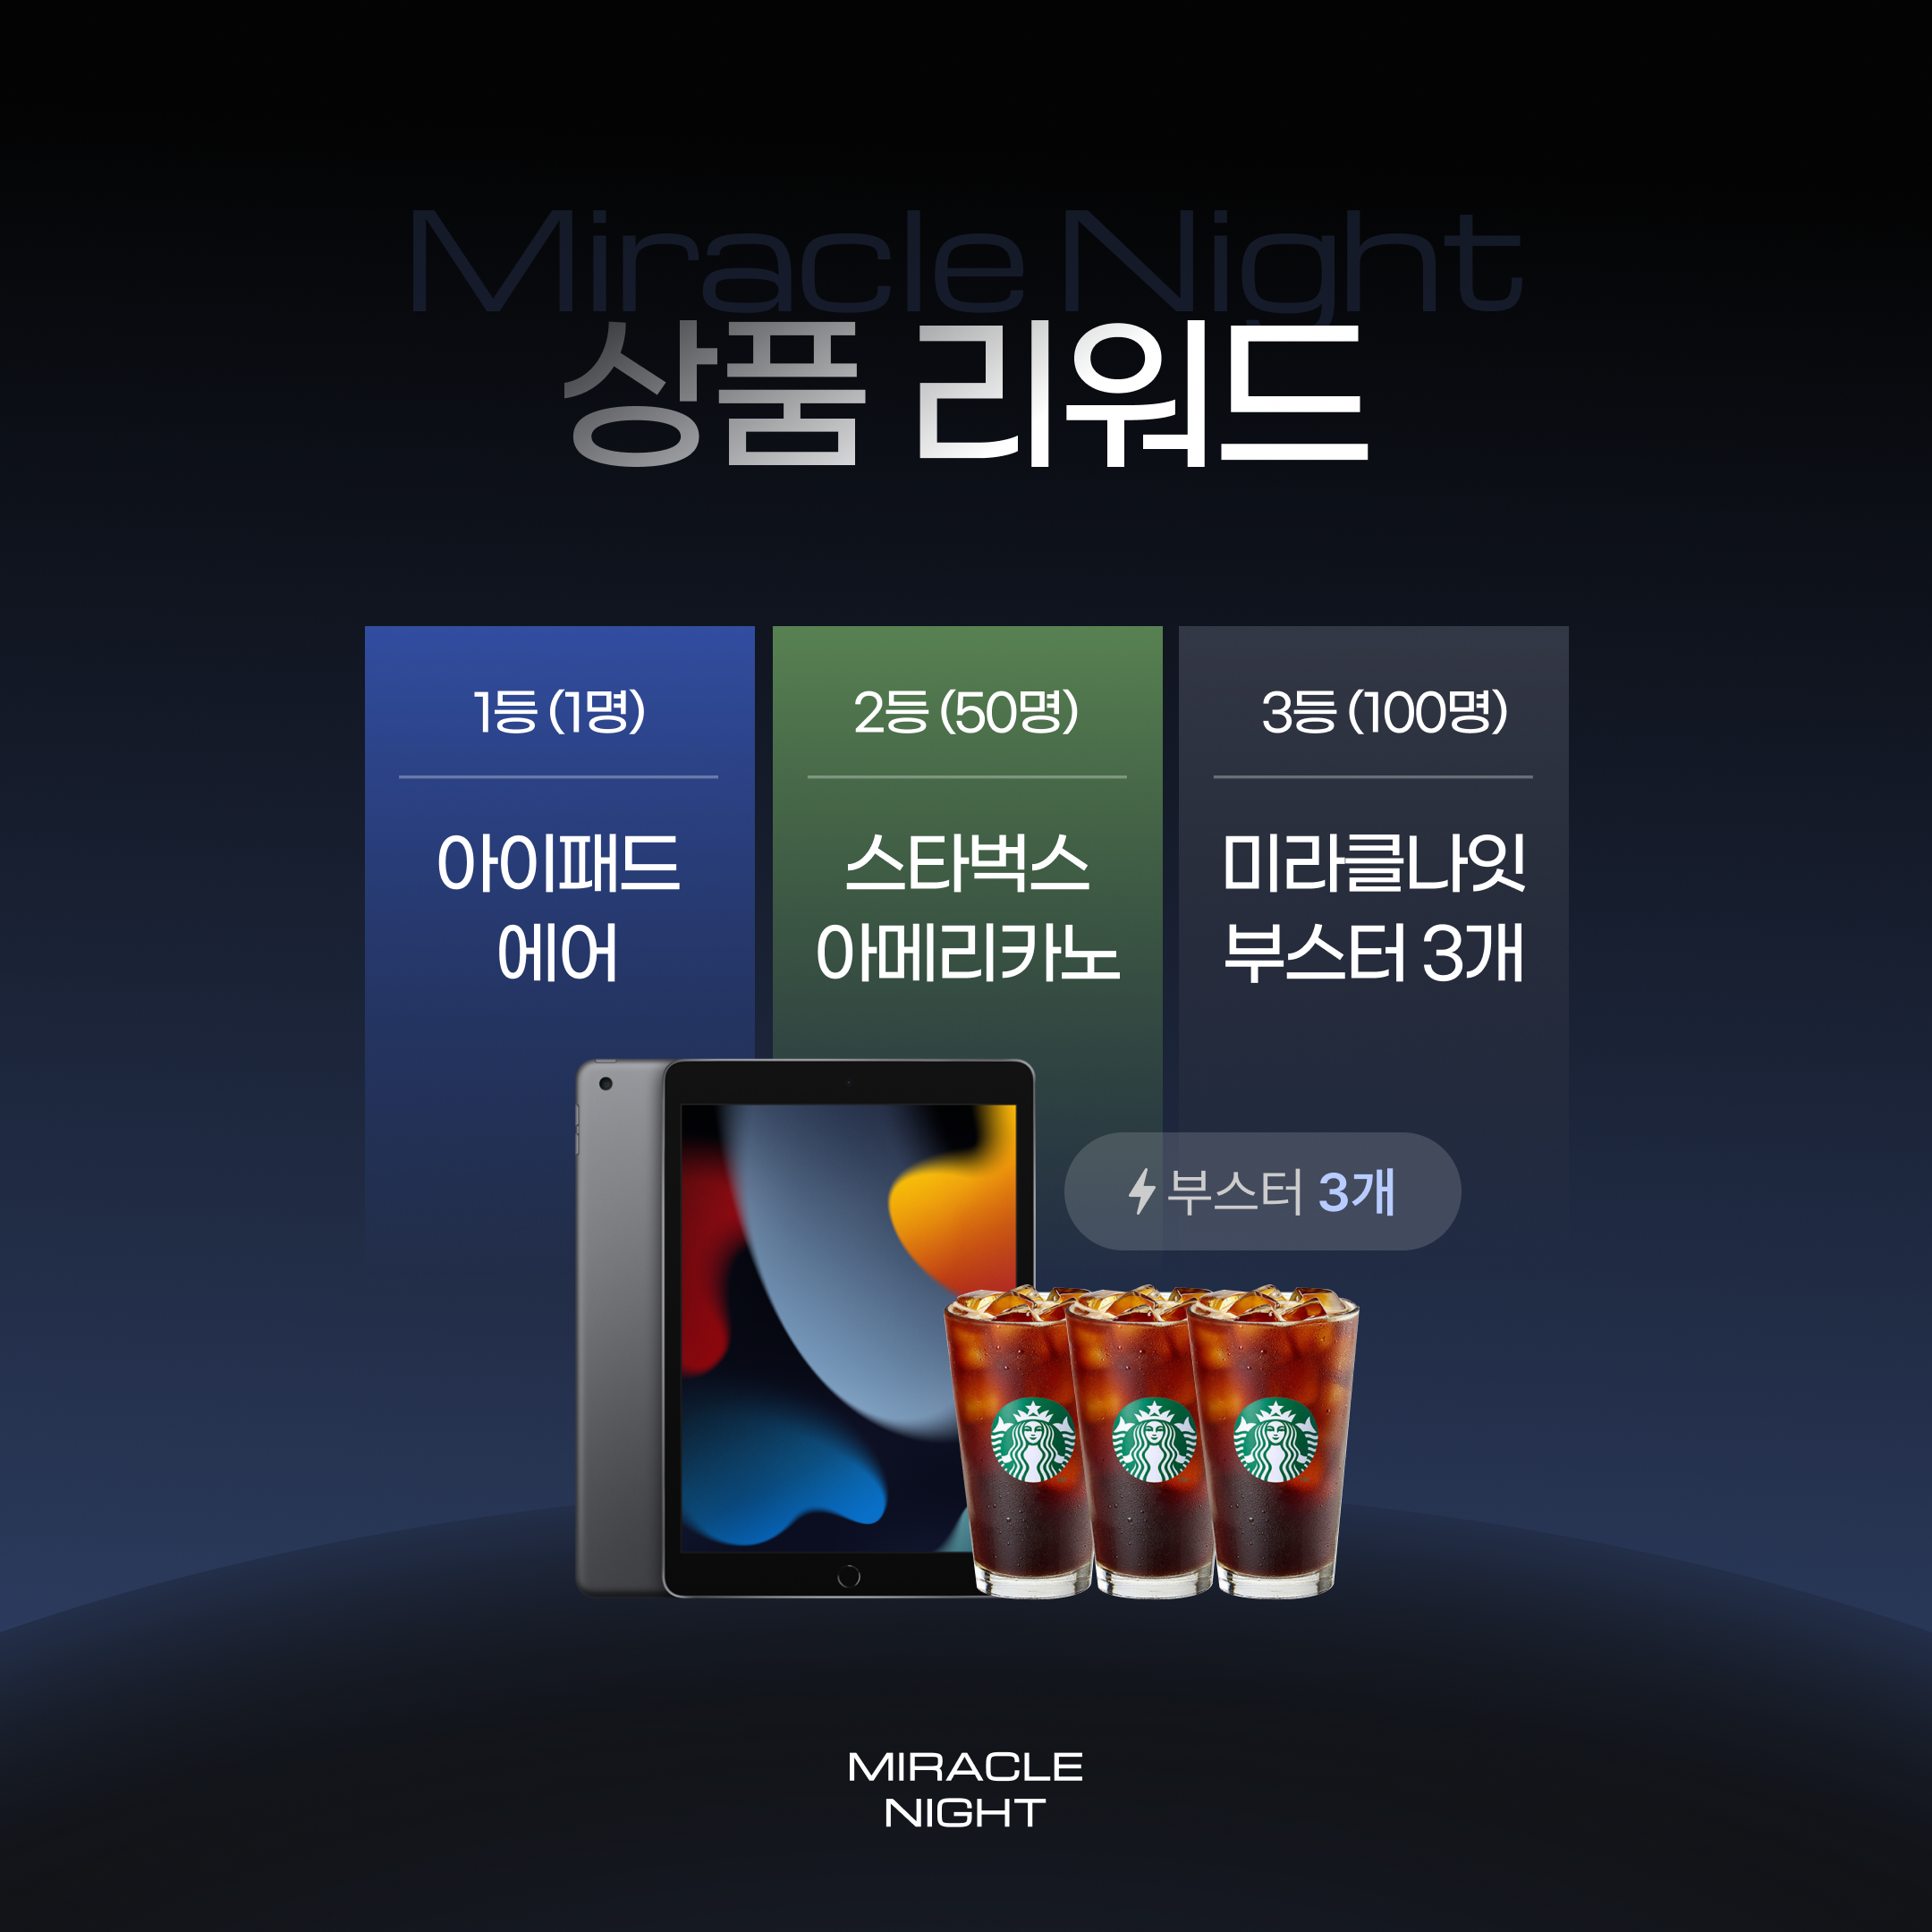 Miracle Night
상품 리워드
1등 (1명)
아이패드
에어
2등 (50명)
스타벅스
아메리카노
3등 (100명)
미라클나잇
부스터 3개
부스터 3개
MIRACLE
NIGHT